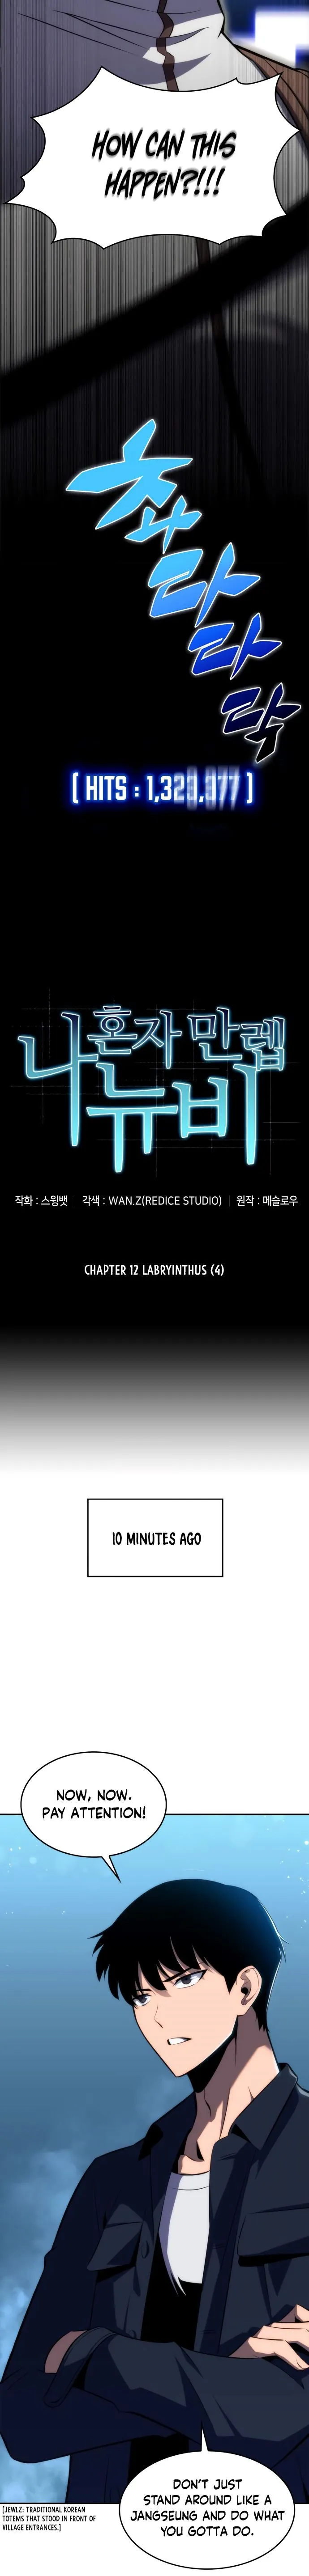 HOW CAN THIS
HAPPEN?!!!
차라라락
[ HITS : 1,323,977 ]
나 혼자 만렙
뉴비
작화 : 스윙뱃 | 각색 : WAN.Z(REDICE STUDIO) | 원작 : 메슬로우
CHAPTER 12 LABRYINTHUS (4)
10 MINUTES AGO
NOW, NOW.
PAY ATTENTION!
DON'T JUST
STAND AROUND LIKE A
JANGSEUNG AND DO WHAT
YOU GOTTA DO.
[JEWLZ: TRADITIONAL KOREAN
TOTEMS THAT STOOD IN FRONT OF
VILLAGE ENTRANCES.]